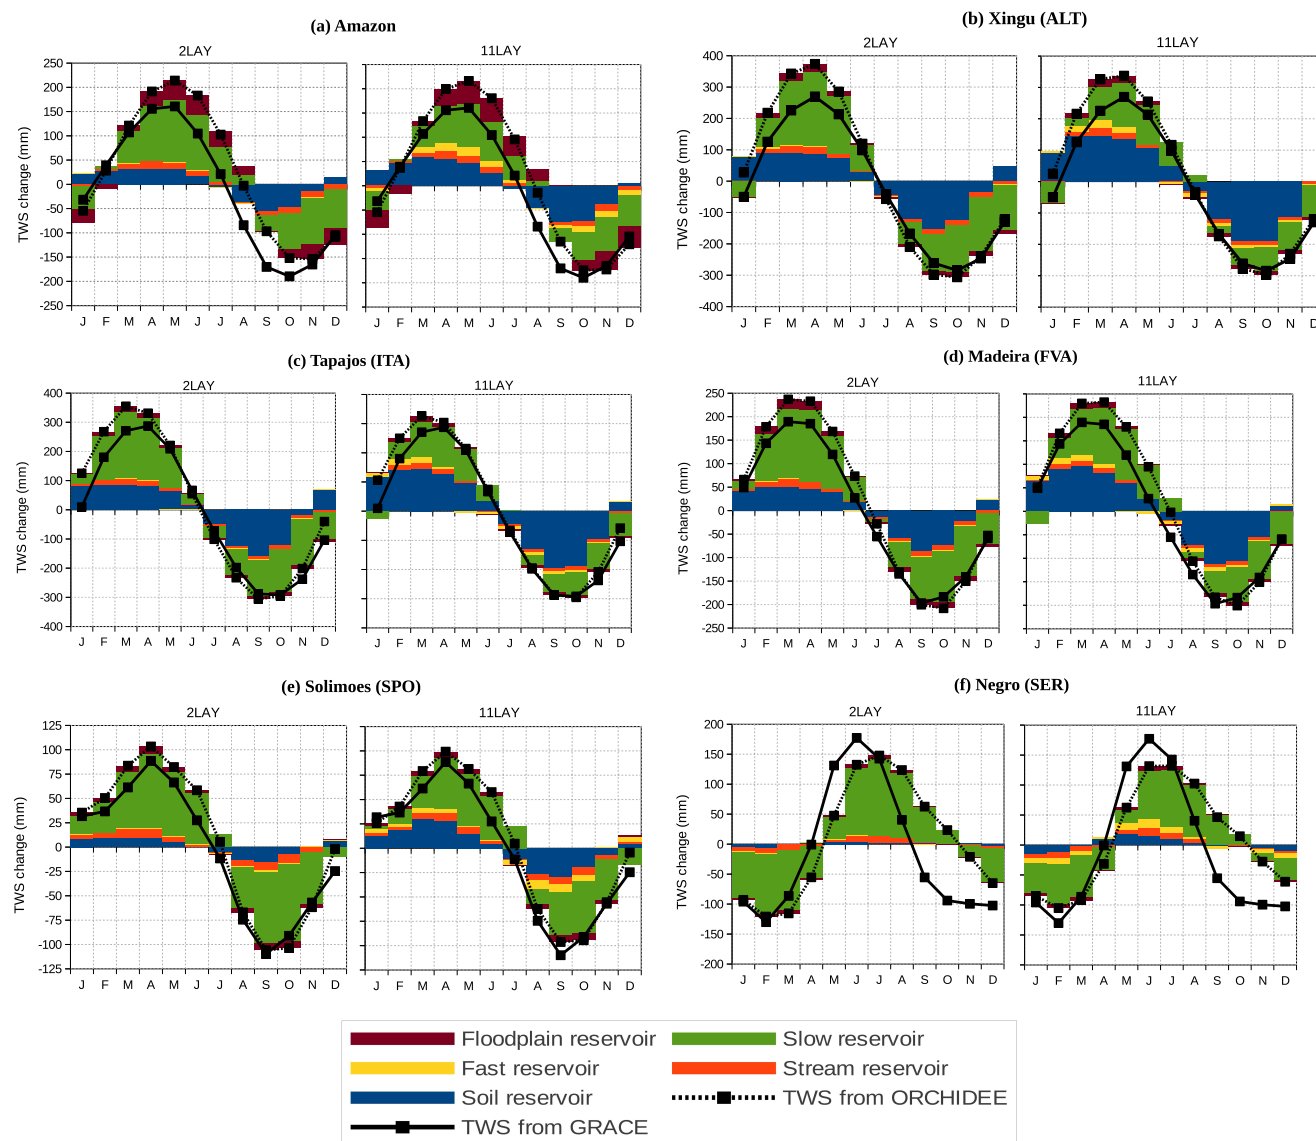 (a) Amazon
2LAY
11LAY
TWS change (mm)
250
200
150
100
50
0
-50
-100
-150
-200
-250
J F M A M J J A S O N D
J F M A M J J A S O N D
(b) Xingu (ALT)
2LAY
11LAY
TWS change (mm)
400
300
200
100
0
-100
-200
-300
-400
J F M A M J J A S O N D
J F M A M J J A S O N D
(c) Tapajos (ITA)
2LAY
11LAY
TWS change (mm)
400
300
200
100
0
-100
-200
-300
-400
J F M A M J J A S O N D
J F M A M J J A S O N D
(d) Madeira (FVA)
2LAY
11LAY
TWS change (mm)
250
200
150
100
50
0
-50
-100
-150
-200
-250
J F M A M J J A S O N D
J F M A M J J A S O N D
(e) Solimoes (SPO)
2LAY
11LAY
TWS change (mm)
125
100
75
50
25
0
-25
-50
-75
-100
-125
J F M A M J J A S O N D
J F M A M J J A S O N D
(f) Negro (SER)
2LAY
11LAY
TWS change (mm)
200
150
100
50
0
-50
-100
-150
-200
J F M A M J J A S O N D
J F M A M J J A S O N D
Floodplain reservoir
Slow reservoir
Fast reservoir
Stream reservoir
Soil reservoir
TWS from ORCHIDEE
TWS from GRACE